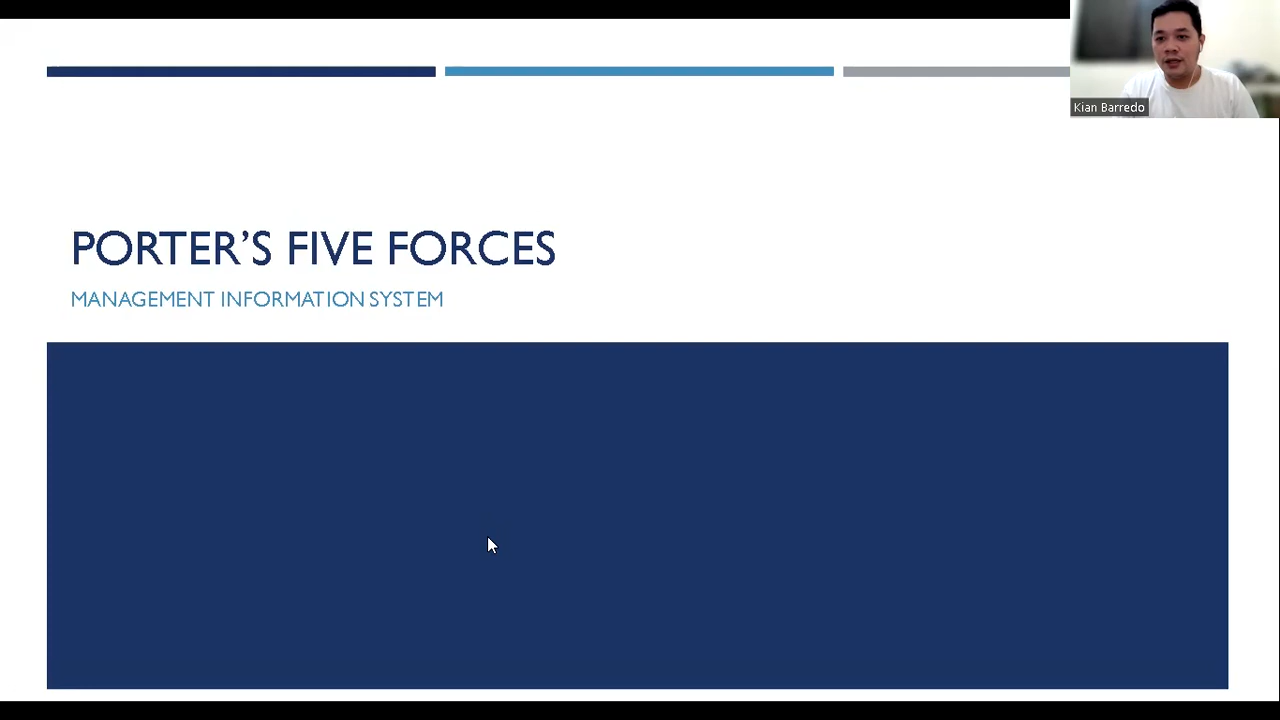 Kian Barredo
PORTER'S FIVE FORCES
MANAGEMENT INFORMATION SYSTEM